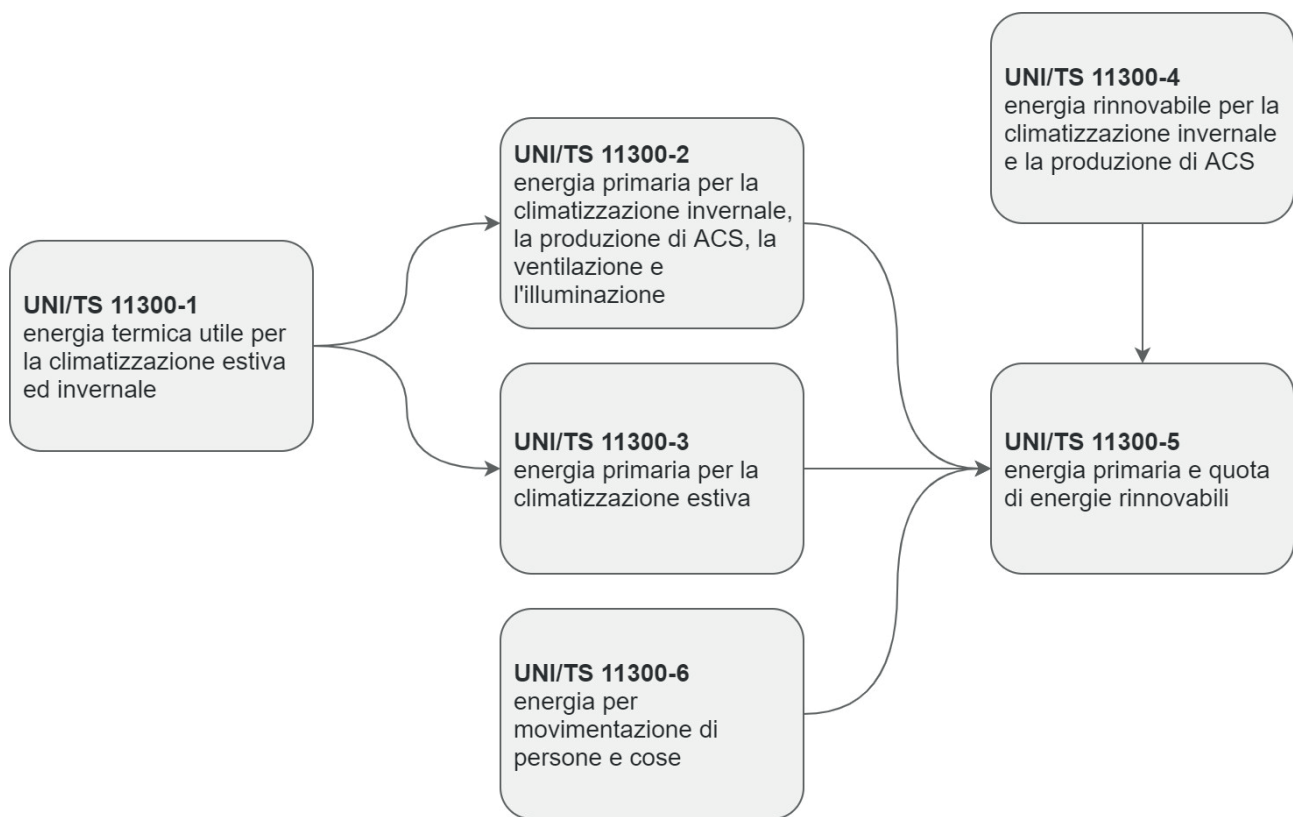 UNI/TS 11300-1
energia termica utile per
la climatizzazione estiva
ed invernale
UNI/TS 11300-2
energia primaria per la
climatizzazione invernale,
la produzione di ACS, la
ventilazione e
l'illuminazione
UNI/TS 11300-3
energia primaria per la
climatizzazione estiva
UNI/TS 11300-6
energia per
movimentazione di
persone e cose
UNI/TS 11300-4
energia rinnovabile per la
climatizzazione invernale
e la produzione di ACS
UNI/TS 11300-5
energia primaria e quota
di energie rinnovabili